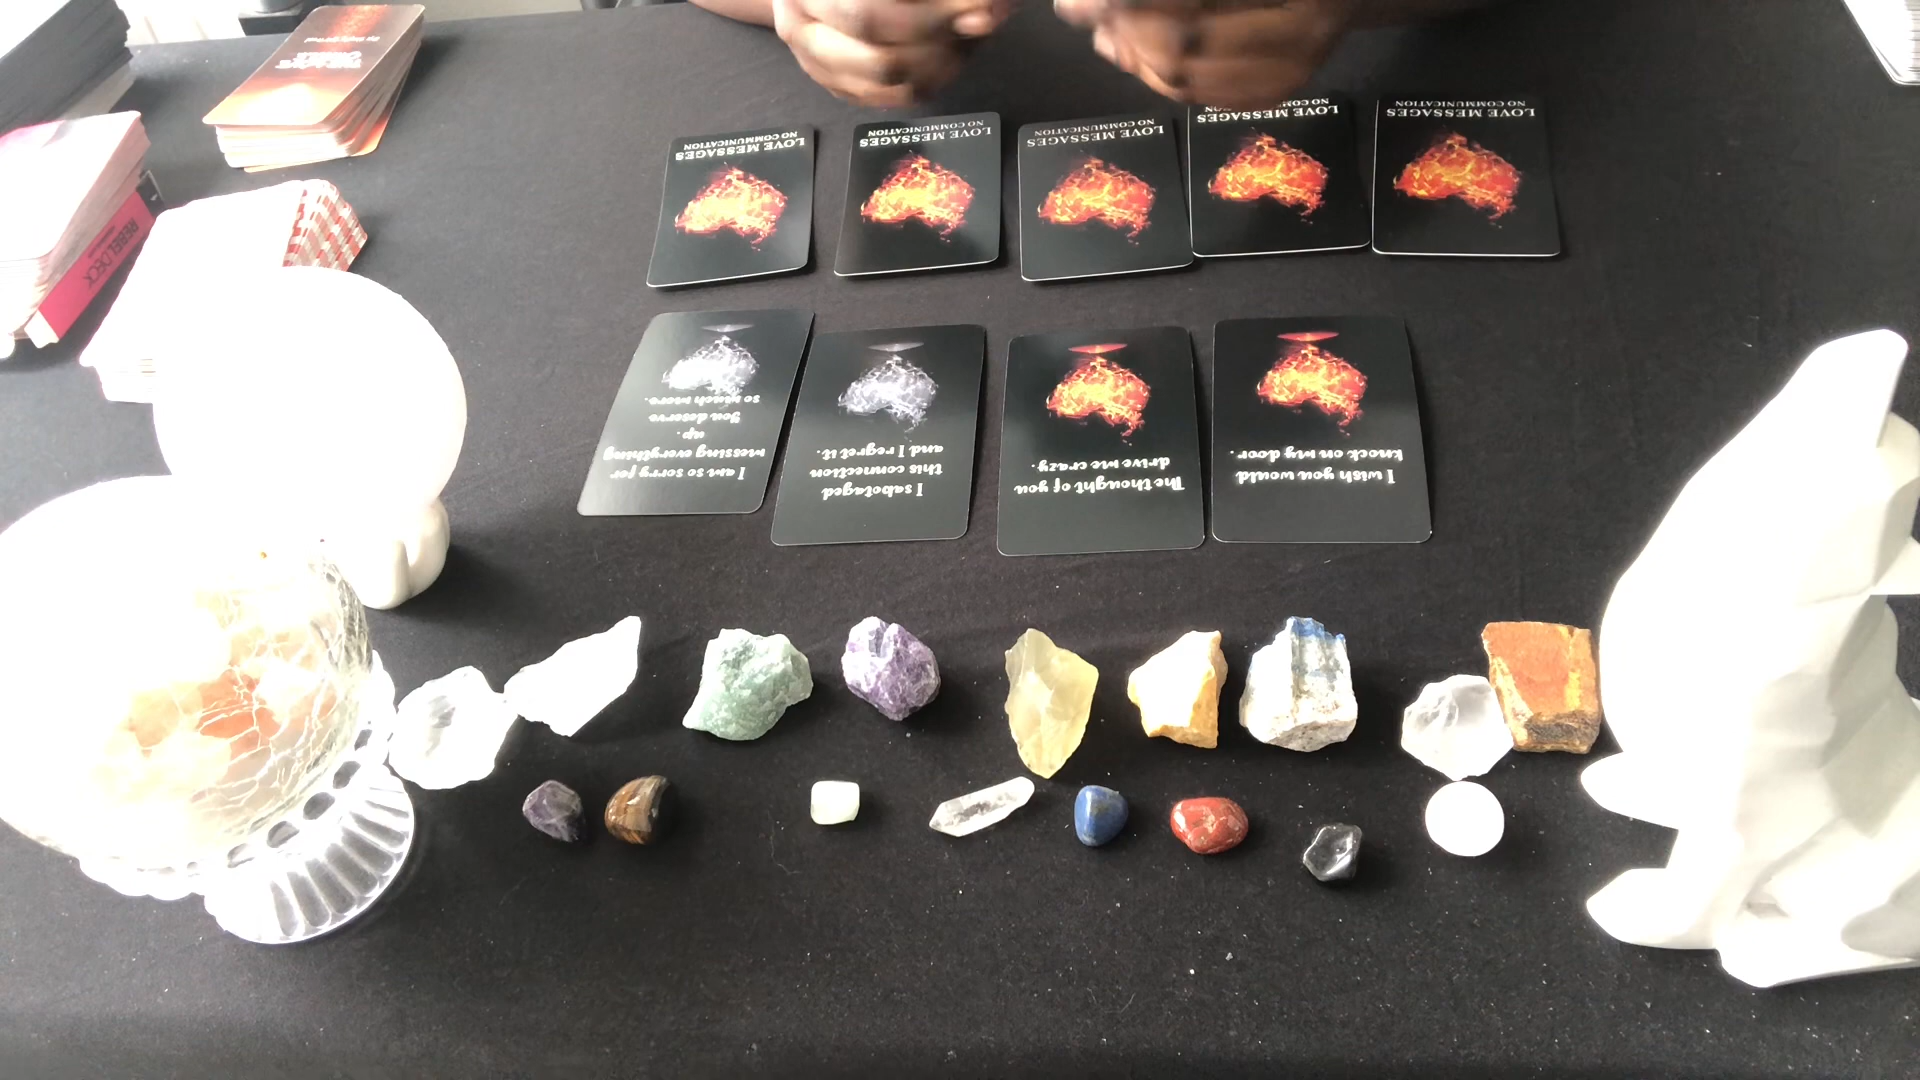 LOVE MESSAGES
NO COMMUNICATION
LOVE MESSAGES
NO COMMUNICATION
LOVE MESSAGES
NO COMMUNICATION
LOVE MESSAGES
LOVE MESSAGES
NO COMMUNICATION
REBEL DECK
I am so sorry for
messing everything
up.
You deserve
so much more.
I sabotaged
this connection
and I regret it.
The thought of you
drive me crazy.
I wish you would
knock on my door.